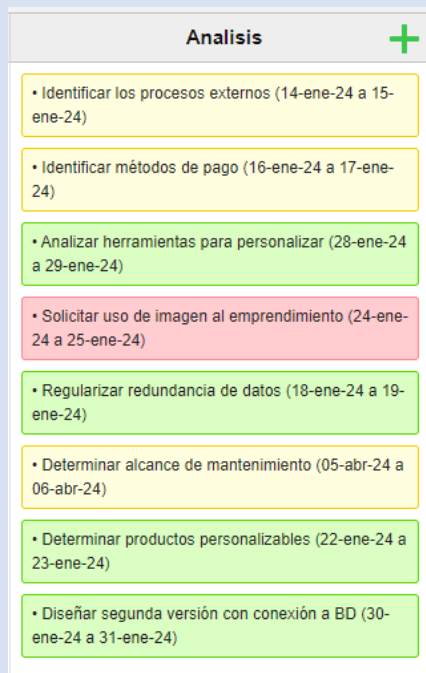 Analisis
• Identificar los procesos externos (14-ene-24 a 15-
ene-24)
• Identificar métodos de pago (16-ene-24 a 17-ene-
24)
• Analizar herramientas para personalizar (28-ene-24
a 29-ene-24)
• Solicitar uso de imagen al emprendimiento (24-ene-
24 a 25-ene-24)
• Regularizar redundancia de datos (18-ene-24 a 19-
ene-24)
• Determinar alcance de mantenimiento (05-abr-24 a
06-abr-24)
• Determinar productos personalizables (22-ene-24 a
23-ene-24)
• Diseñar segunda versión con conexión a BD (30-
ene-24 a 31-ene-24)